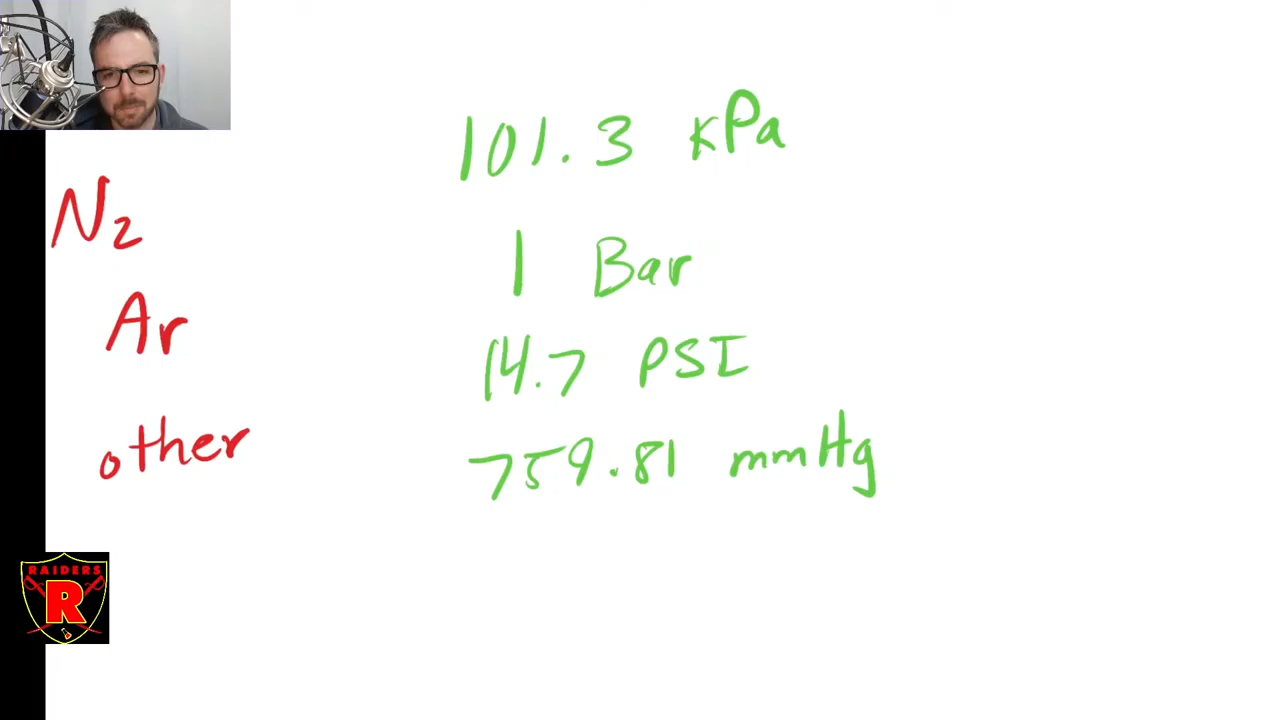 101.3 kPa
N2
1 Bar
Ar
14.7 PSI
other
759.81 mmHg
RAIDERS
R